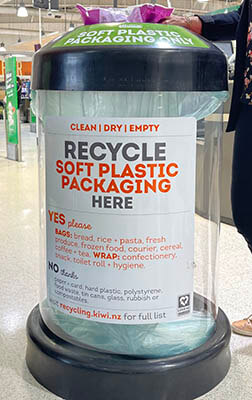 SOFT PLASTIC
PACKAGING ONLY
CLEAN | DRY | EMPTY
RECYCLE
SOFT PLASTIC
PACKAGING
HERE
YES please
BAGS: bread, rice + pasta, fresh
produce, frozen food, courier, cereal,
coffee + tea. WRAP: confectionery,
snack, toilet roll + hygiene.
NO thanks
paper + card, hard plastic, polystyrene,
food waste, tin cans, glass, rubbish or
compostables.
visit recycling.kiwi.nz for full list